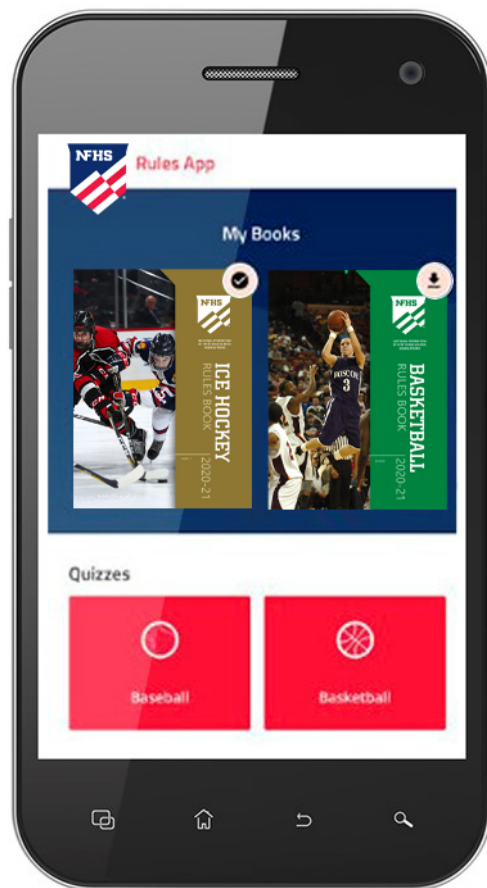 NFHS
Rules App
My Books
NFHS
ICE HOCKEY
RULES BOOK
2020-21
NFHS
BASKETBALL
RULES BOOK
2020-21
3
Quizzes
Baseball
Basketball